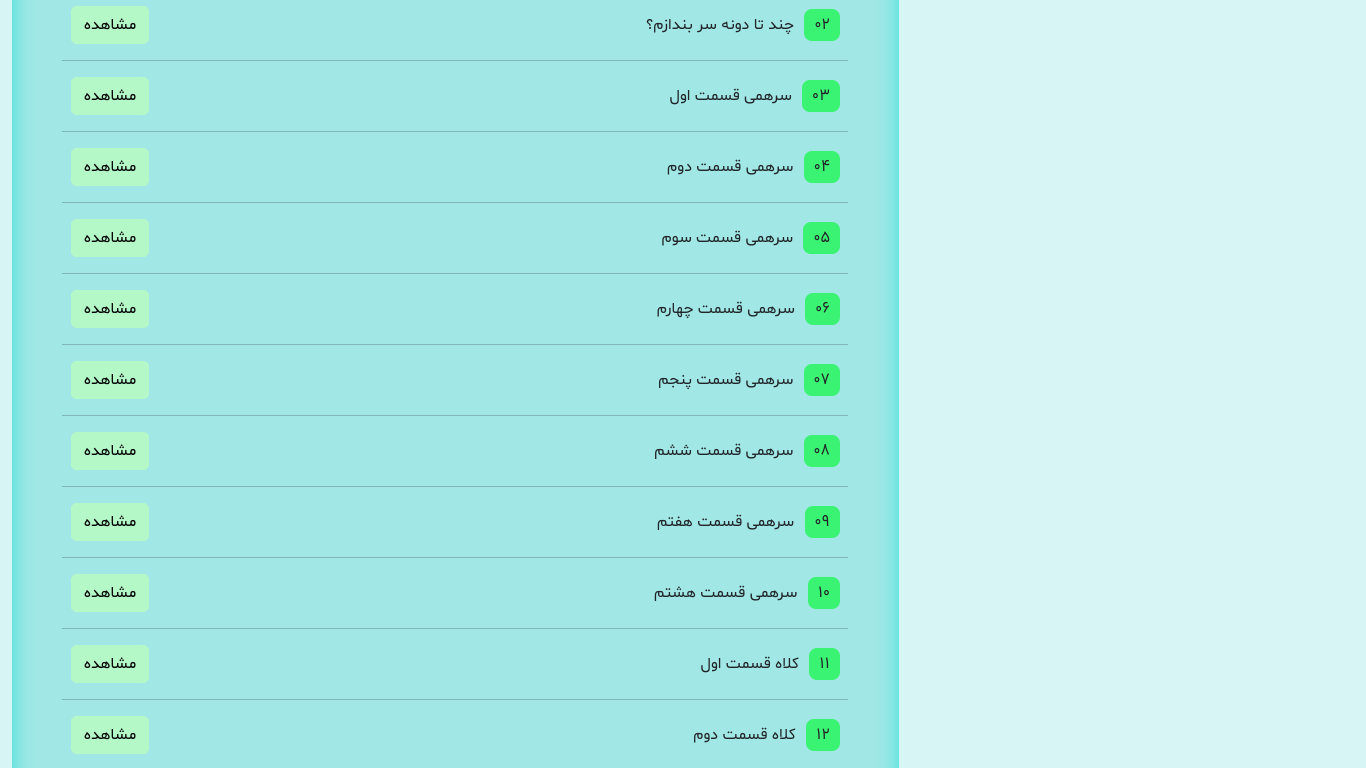 ۰۲ چند تا دونه سر بندازم؟ مشاهده
۰۳ سرهمی قسمت اول مشاهده
۰۴ سرهمی قسمت دوم مشاهده
۰۵ سرهمی قسمت سوم مشاهده
۰۶ سرهمی قسمت چهارم مشاهده
۰۷ سرهمی قسمت پنجم مشاهده
۰۸ سرهمی قسمت ششم مشاهده
۰۹ سرهمی قسمت هفتم مشاهده
۱۰ سرهمی قسمت هشتم مشاهده
۱۱ کلاه قسمت اول مشاهده
۱۲ کلاه قسمت دوم مشاهده